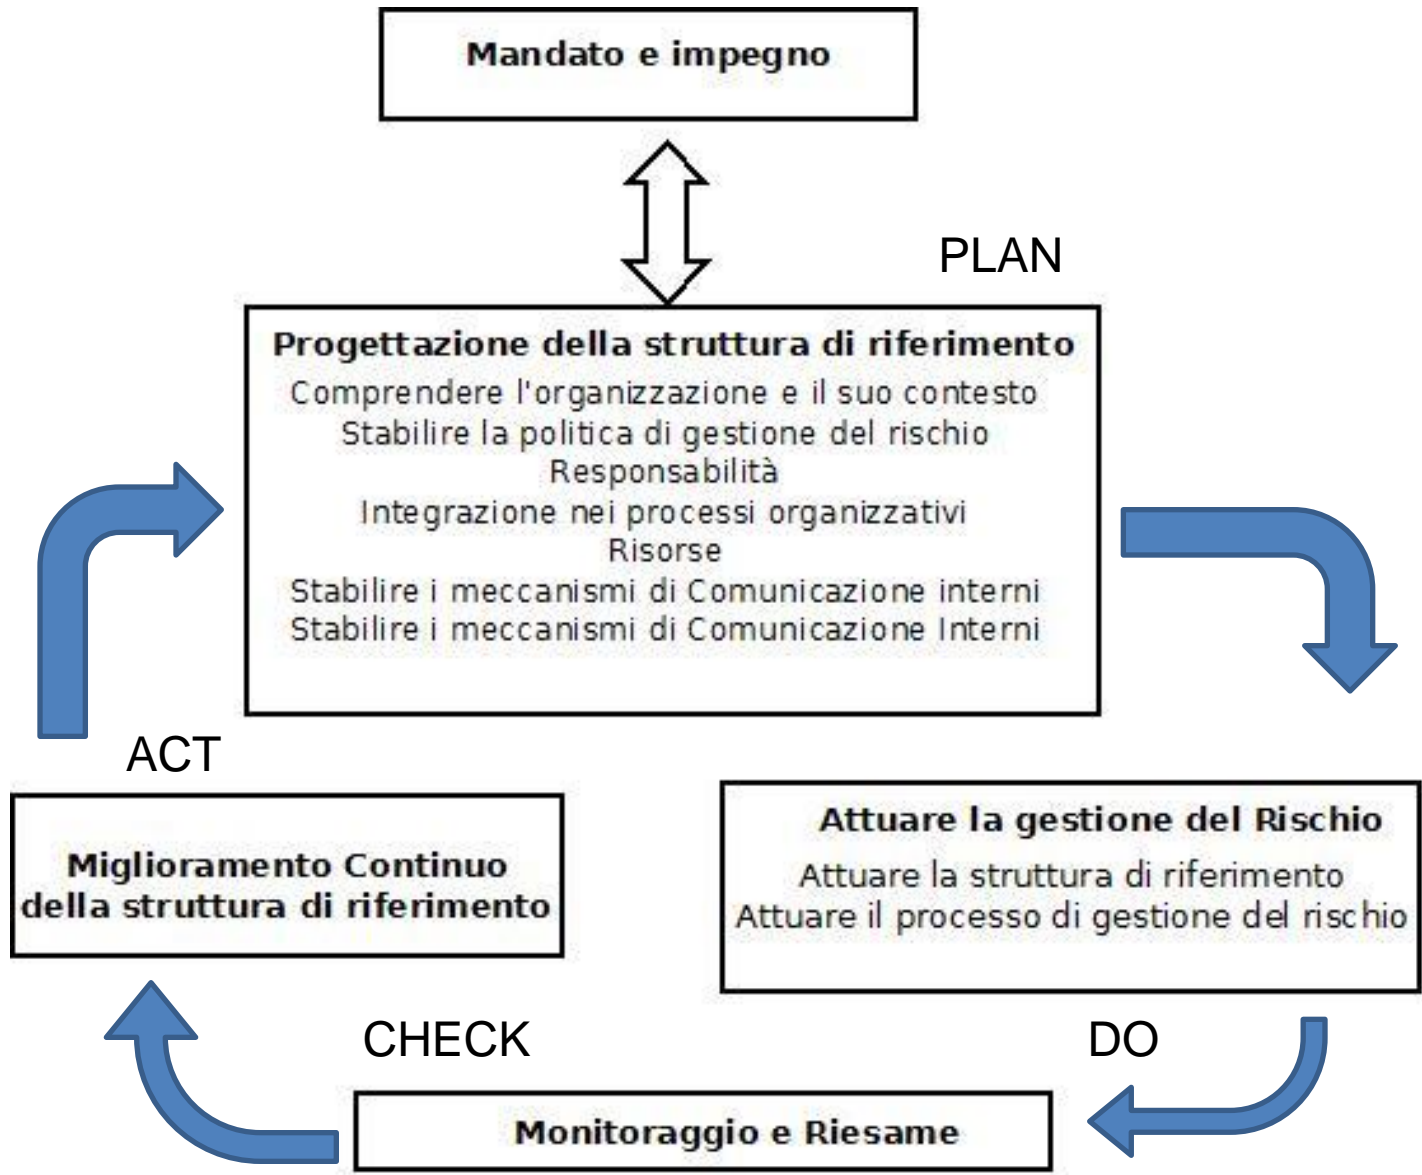 Mandato e impegno
PLAN
Progettazione della struttura di riferimento
Comprendere l'organizzazione e il suo contesto
Stabilire la politica di gestione del rischio
Responsabilità
Integrazione nei processi organizzativi
Risorse
Stabilire i meccanismi di Comunicazione interni
Stabilire i meccanismi di Comunicazione Interni
ACT
Miglioramento Continuo
della struttura di riferimento
Attuare la gestione del Rischio
Attuare la struttura di riferimento
Attuare il processo di gestione del rischio
CHECK
DO
Monitoraggio e Riesame